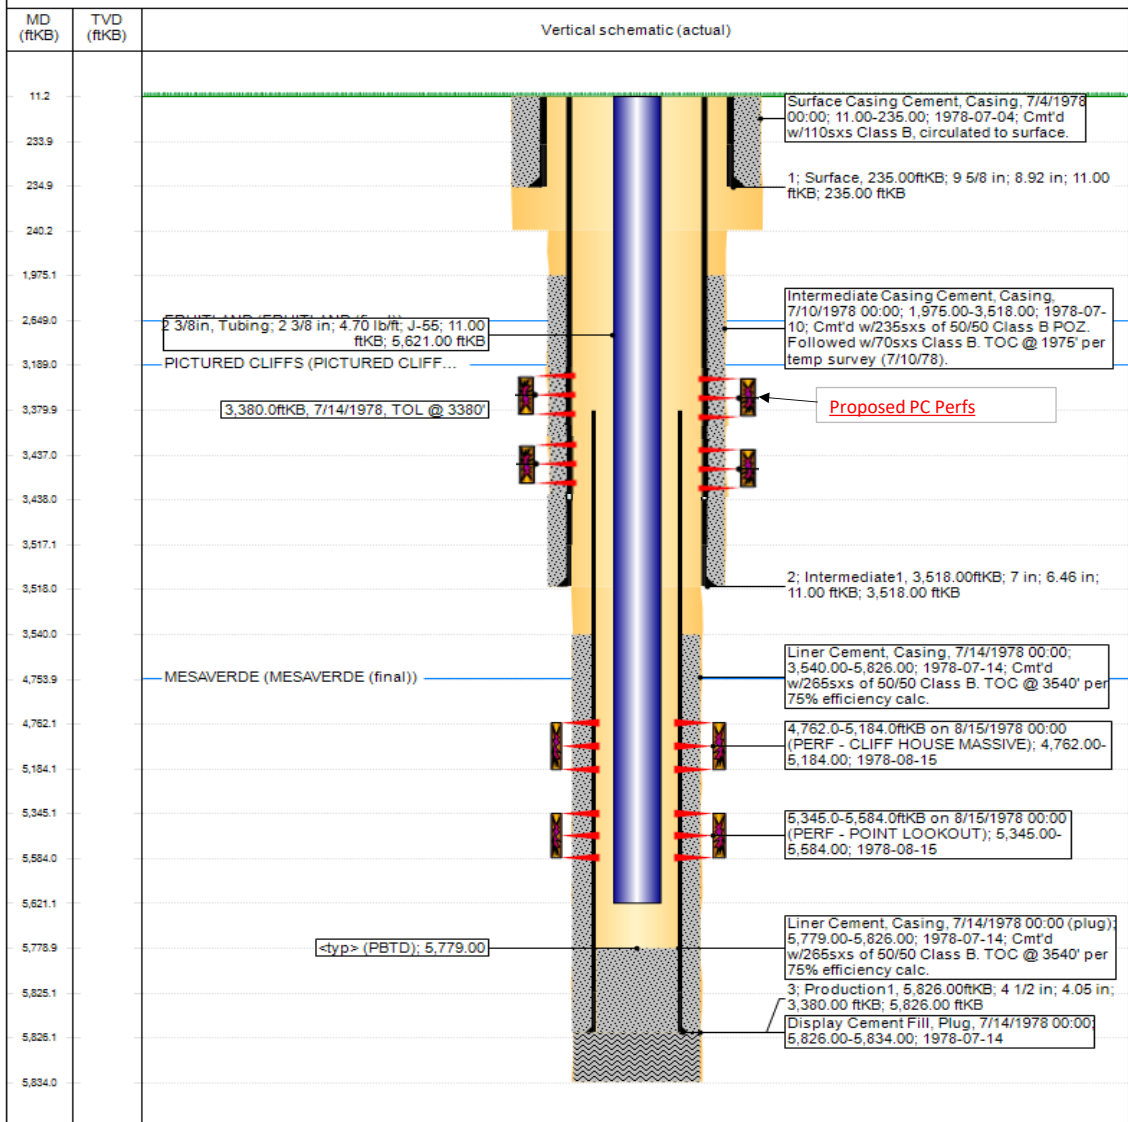 MD
(ftKB)
TVD
(ftKB)
Vertical schematic (actual)
11.2
Surface Casing Cement, Casing, 7/4/1978
00:00; 11.00-235.00; 1978-07-04; Cmt'd
w/110sxs Class B, circulated to surface.
233.9
234.9
1; Surface, 235.00ftKB; 9 5/8 in; 8.92 in; 11.00
ftKB; 235.00 ftKB
240.2
1,975.1
Intermediate Casing Cement, Casing,
7/10/1978 00:00; 1,975.00-3,518.00; 1978-07-
10; Cmt'd w/235sxs of 50/50 Class B POZ.
Followed w/70sxs Class B. TOC @ 1975' per
temp survey (7/10/78).
2,649.0
2 3/8in, Tubing; 2 3/8 in; 4.70 lb/ft; J-55; 11.00
ftKB; 5,621.00 ftKB
3,189.0
PICTURED CLIFFS (PICTURED CLIFF...
3,379.9
3,380.0ftKB, 7/14/1978, TOL @ 3380'
Proposed PC Perfs
3,437.0
3,438.0
3,517.1
3,518.0
2; Intermediate1, 3,518.00ftKB; 7 in; 6.46 in;
11.00 ftKB; 3,518.00 ftKB
3,540.0
Liner Cement, Casing, 7/14/1978 00:00;
3,540.00-5,826.00; 1978-07-14; Cmt'd
w/265sxs of 50/50 Class B. TOC @ 3540' per
75% efficiency calc.
4,753.9
MESAVERDE (MESAVERDE (final))
4,762.1
4,762.0-5,184.0ftKB on 8/15/1978 00:00
(PERF - CLIFF HOUSE MASSIVE); 4,762.00-
5,184.00; 1978-08-15
5,184.1
5,345.1
5,345.0-5,584.0ftKB on 8/15/1978 00:00
(PERF - POINT LOOKOUT); 5,345.00-
5,584.00; 1978-08-15
5,584.0
5,621.1
5,778.9
<typ> (PBTD); 5,779.00
Liner Cement, Casing, 7/14/1978 00:00 (plug);
5,779.00-5,826.00; 1978-07-14; Cmt'd
w/265sxs of 50/50 Class B. TOC @ 3540' per
75% efficiency calc.
5,825.1
3; Production1, 5,826.00ftKB; 4 1/2 in; 4.05 in;
3,380.00 ftKB; 5,826.00 ftKB
5,826.1
Display Cement Fill, Plug, 7/14/1978 00:00;
5,826.00-5,834.00; 1978-07-14
5,834.0